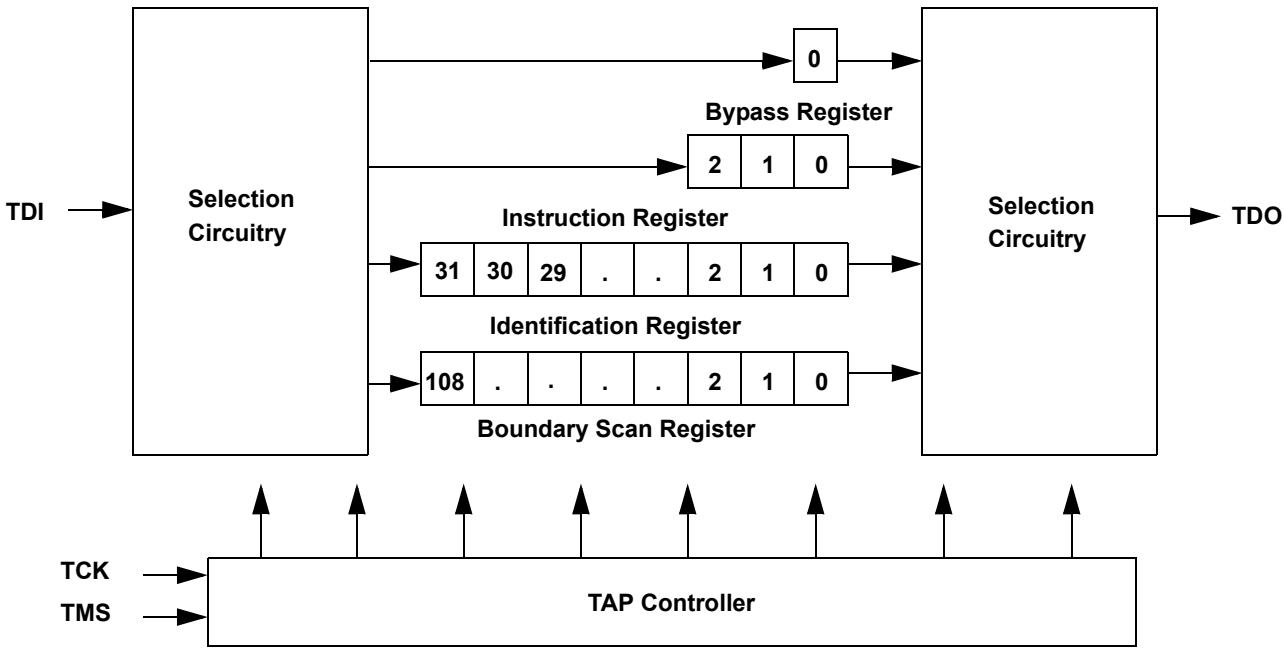 0
Bypass Register
2 1 0
TDI
Selection
Circuitry
Selection
Circuitry
TDO
Instruction Register
31 30 29 . . 2 1 0
Identification Register
108 . . . . 2 1 0
Boundary Scan Register
TCK
TMS
TAP Controller